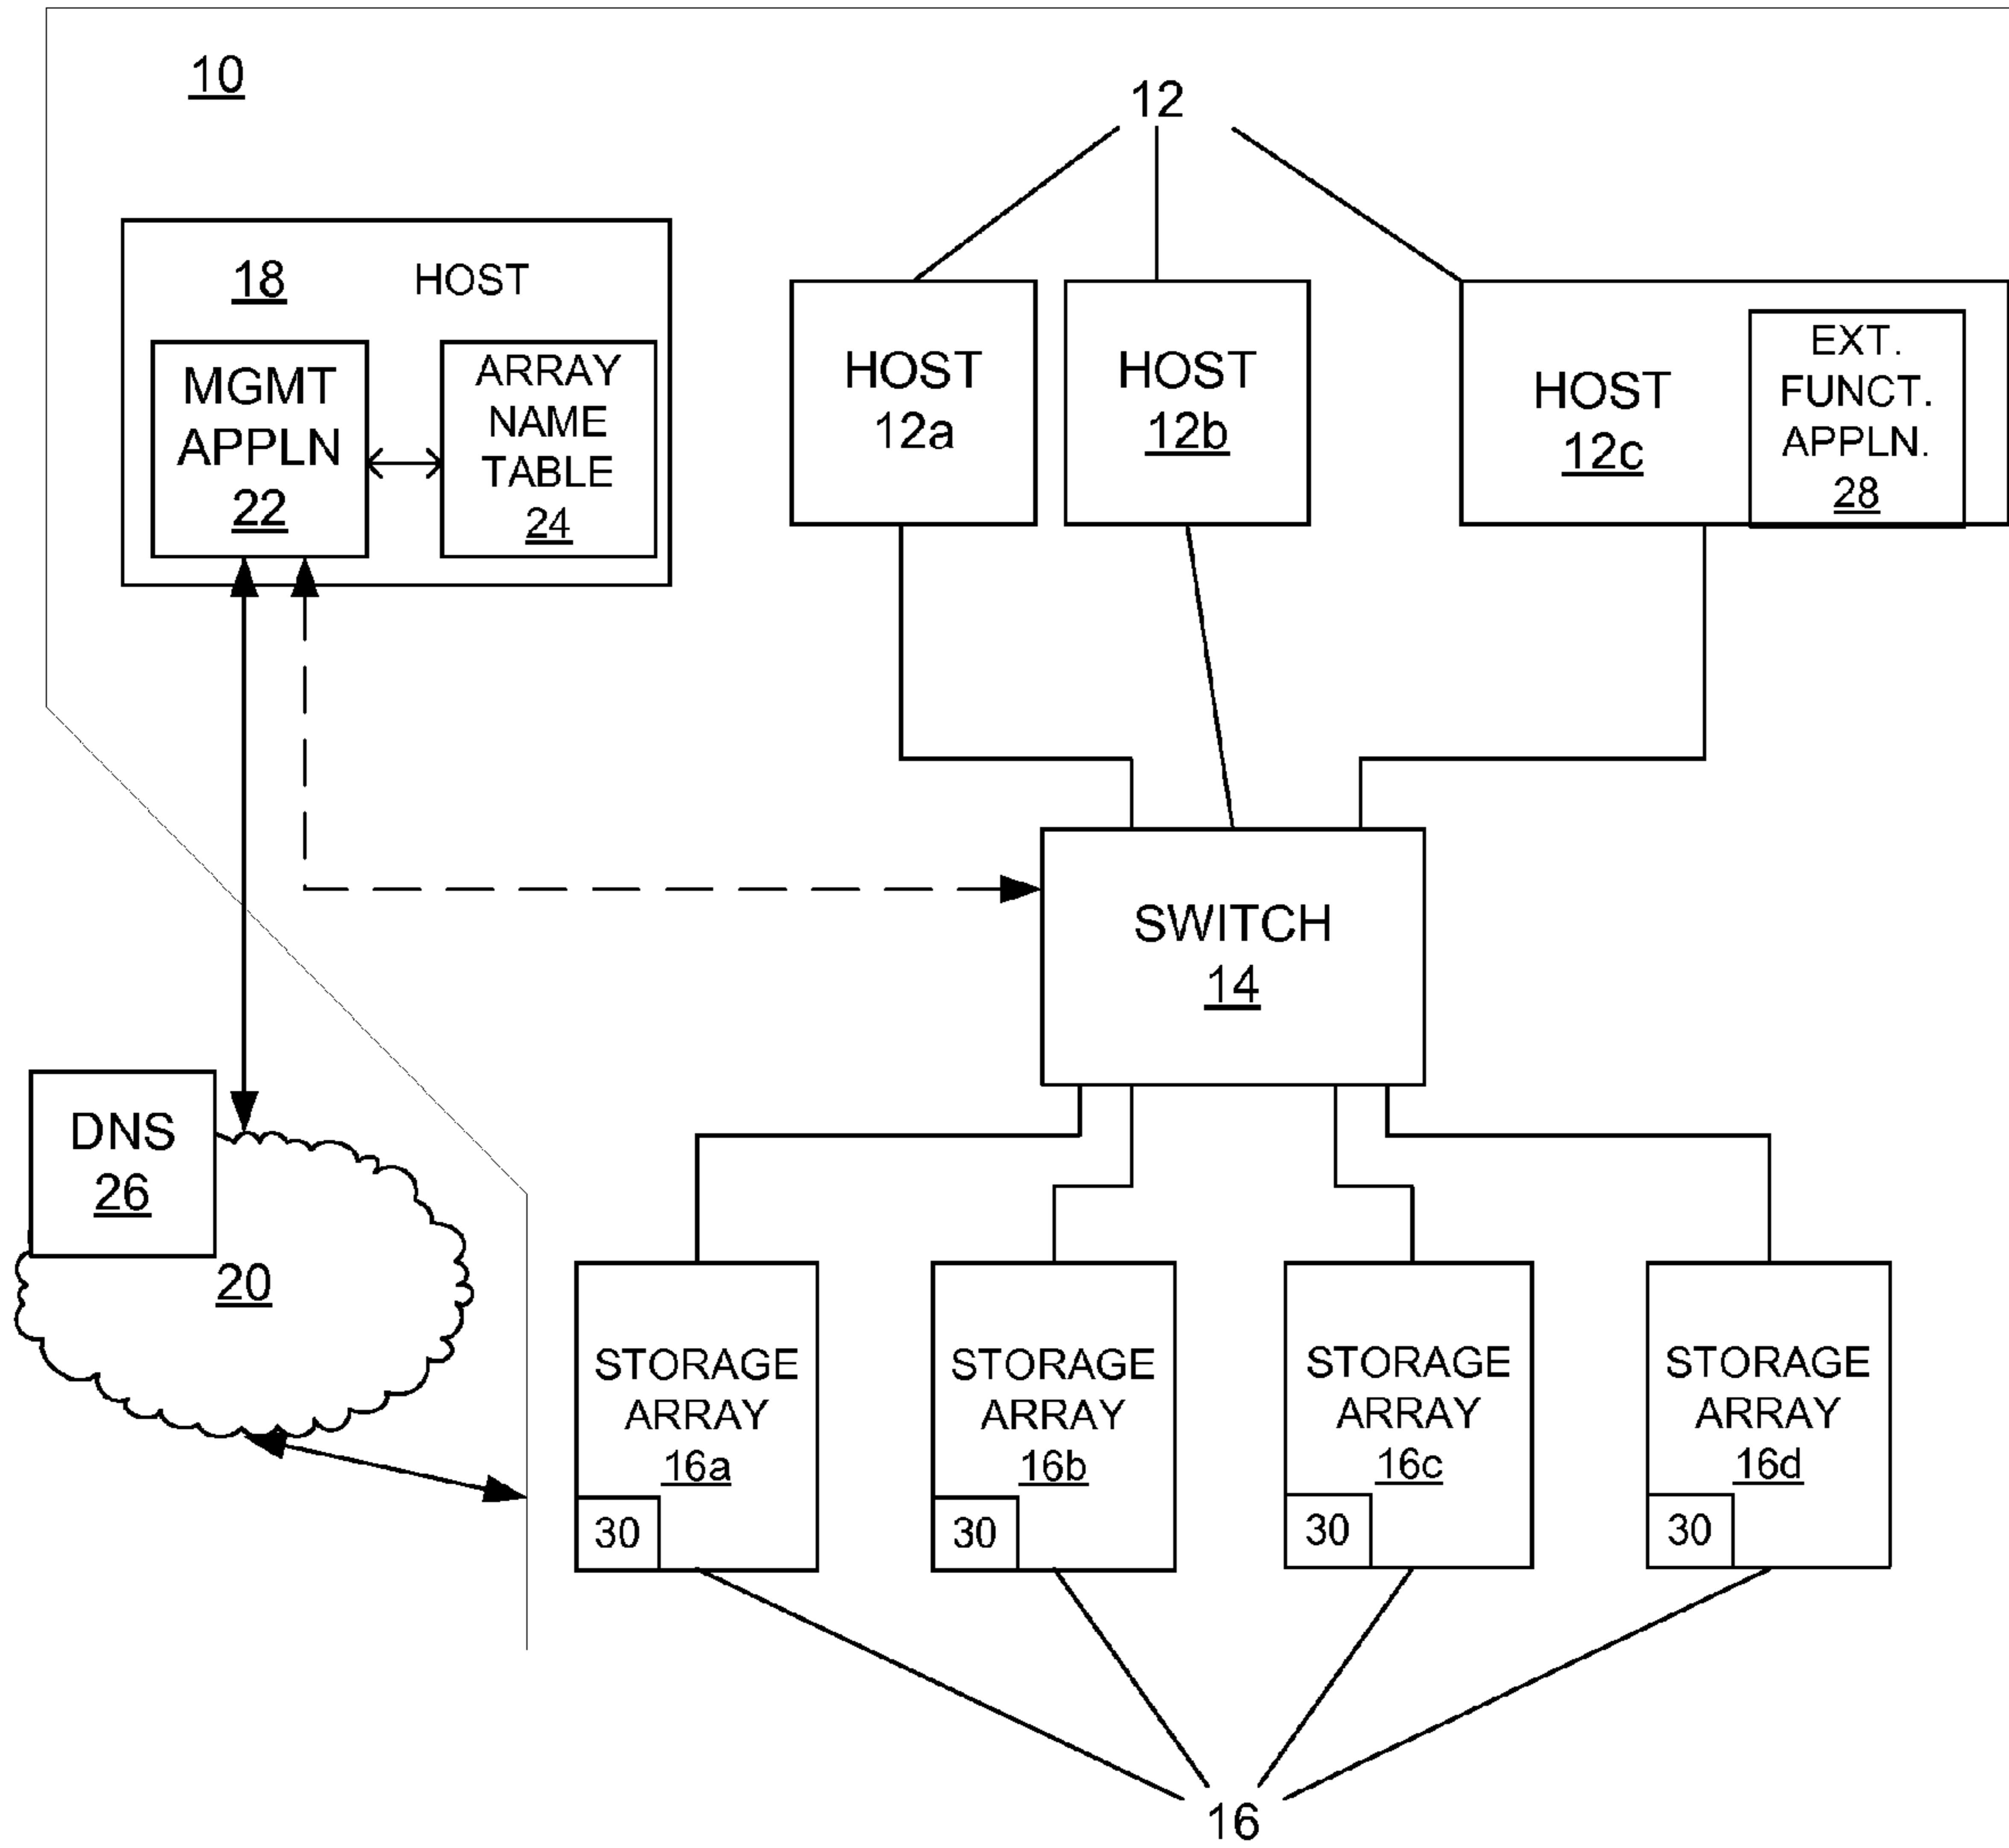 10
12
18 HOST
MGMT
APPLN
22
ARRAY
NAME
TABLE
24
HOST
12a
HOST
12b
HOST
12c
EXT.
FUNCT.
APPLN.
28
SWITCH
14
DNS
26
20
STORAGE
ARRAY
16a
30
STORAGE
ARRAY
16b
30
STORAGE
ARRAY
16c
30
STORAGE
ARRAY
16d
30
16